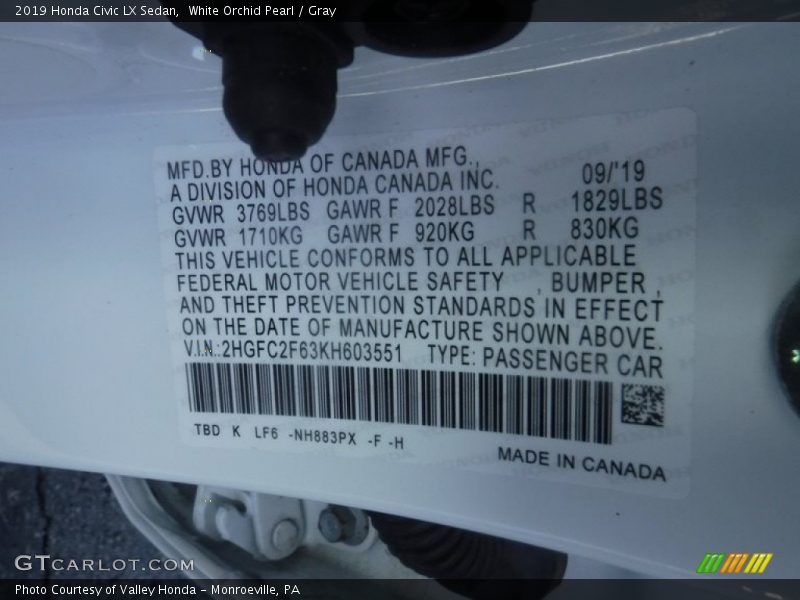 2019 Honda Civic LX Sedan, White Orchid Pearl / Gray
MFD.BY HONDA OF CANADA MFG.,
A DIVISION OF HONDA CANADA INC. 09/'19
GVWR 3769LBS GAWR F 2028LBS R 1829LBS
GVWR 1710KG GAWR F 920KG R 830KG
THIS VEHICLE CONFORMS TO ALL APPLICABLE
FEDERAL MOTOR VEHICLE SAFETY , BUMPER ,
AND THEFT PREVENTION STANDARDS IN EFFECT
ON THE DATE OF MANUFACTURE SHOWN ABOVE.
V.I.N.:2HGFC2F63KH603551 TYPE: PASSENGER CAR
TBD K LF6 -NH883PX -F -H
MADE IN CANADA
GTCARLOT.COM
Photo Courtesy of Valley Honda - Monroeville, PA